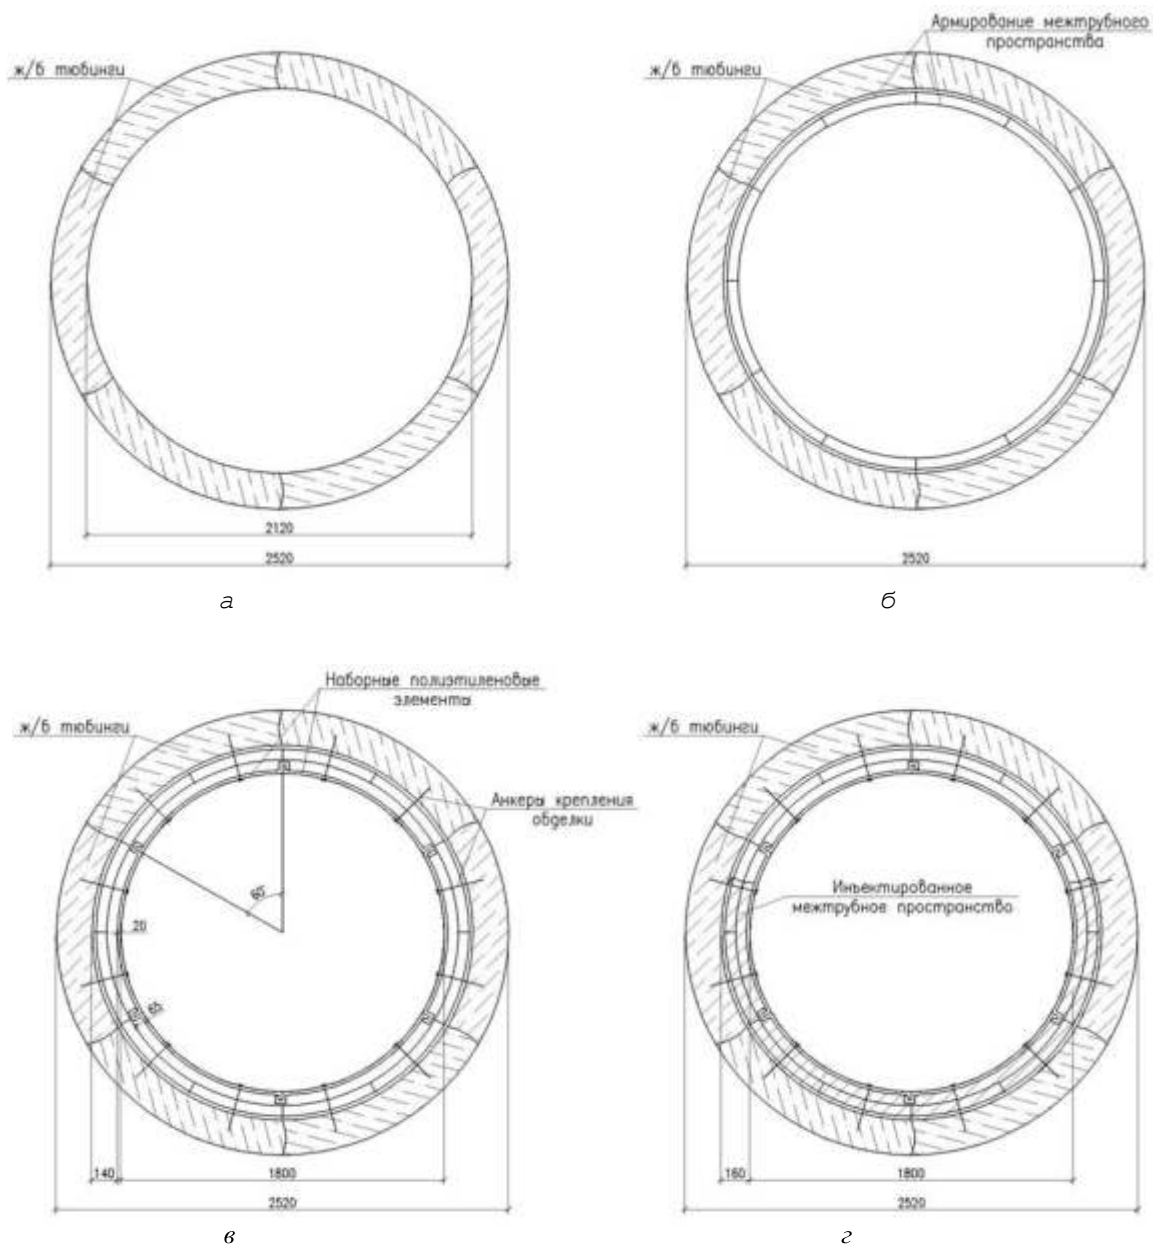 ж/б тюбинги
2120
2520
а
Армирование межтрубного
пространства
ж/б тюбинги
2520
б
Наборные полиэтиленовые
элементы
ж/б тюбинги
Анкеры крепления
обделки
20
140
1800
2520
в
ж/б тюбинги
Инъектированное
межтрубное пространство
160
1800
2520
г